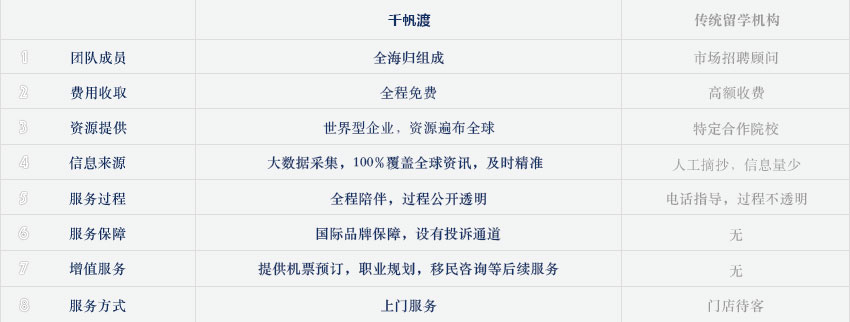 千帆渡 传统留学机构
1 团队成员 全海归组成 市场招聘顾问
2 费用收取 全程免费 高额收费
3 资源提供 世界型企业、资源遍布全球 特定合作院校
4 信息来源 大数据采集，100%覆盖全球资讯，及时精准 人工摘抄、信息量少
5 服务过程 全程陪伴，过程公开透明 电话指导，过程不透明
6 服务保障 国际品牌保障，设有投诉通道 无
7 增值服务 提供机票预订，职业规划，移民咨询等后续服务 无
8 服务方式 上门服务 门店待客